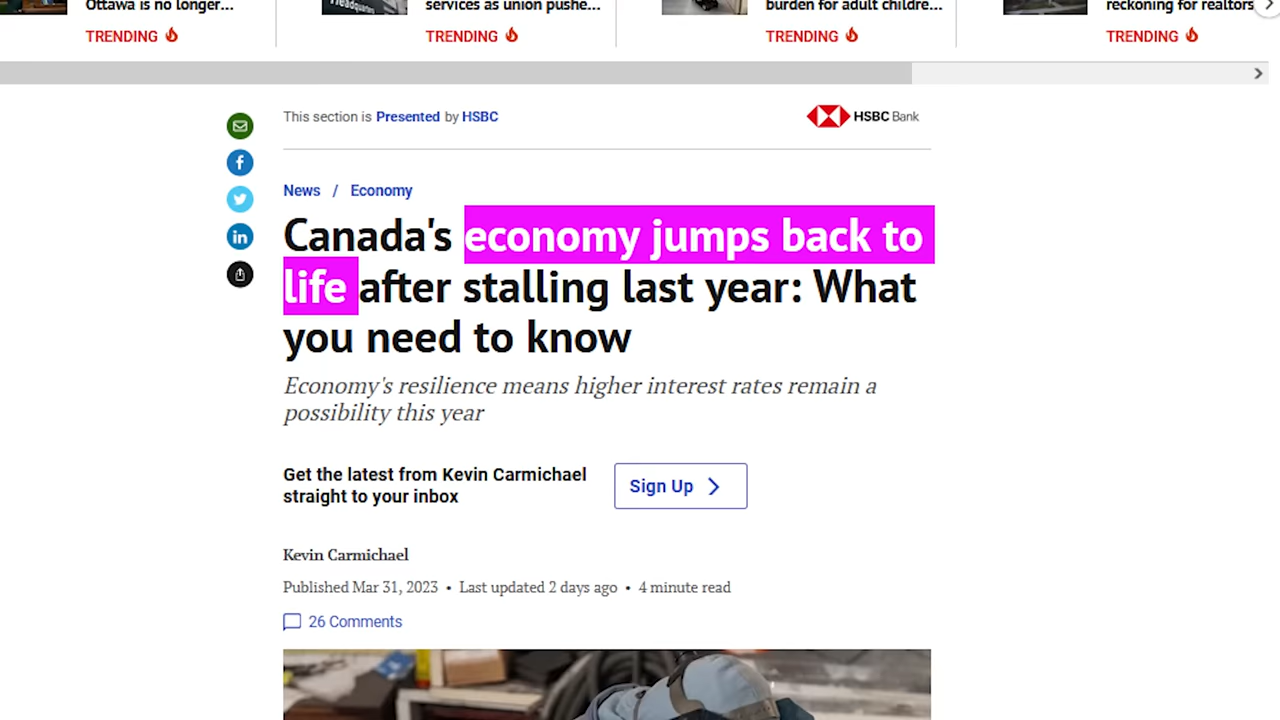 Ottawa is no longer...
services as union pushe...
burden for adult childre...
reckoning for realtors
TRENDING
TRENDING
TRENDING
TRENDING
This section is Presented by HSBC
HSBC Bank
News / Economy
Canada's economy jumps back to
life after stalling last year: What
you need to know
Economy's resilience means higher interest rates remain a
possibility this year
Get the latest from Kevin Carmichael
straight to your inbox
Sign Up
Kevin Carmichael
Published Mar 31, 2023 • Last updated 2 days ago • 4 minute read
26 Comments